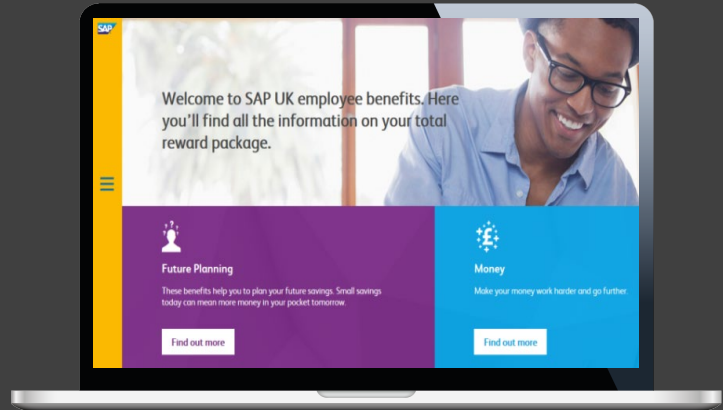 SAP
Welcome to SAP UK employee benefits. Here
you'll find all the information on your total
reward package.
Future Planning
These benefits help you to plan your future savings. Small savings
today can mean more money in your pocket tomorrow.
Find out more
Money
Make your money work harder and go further.
Find out more